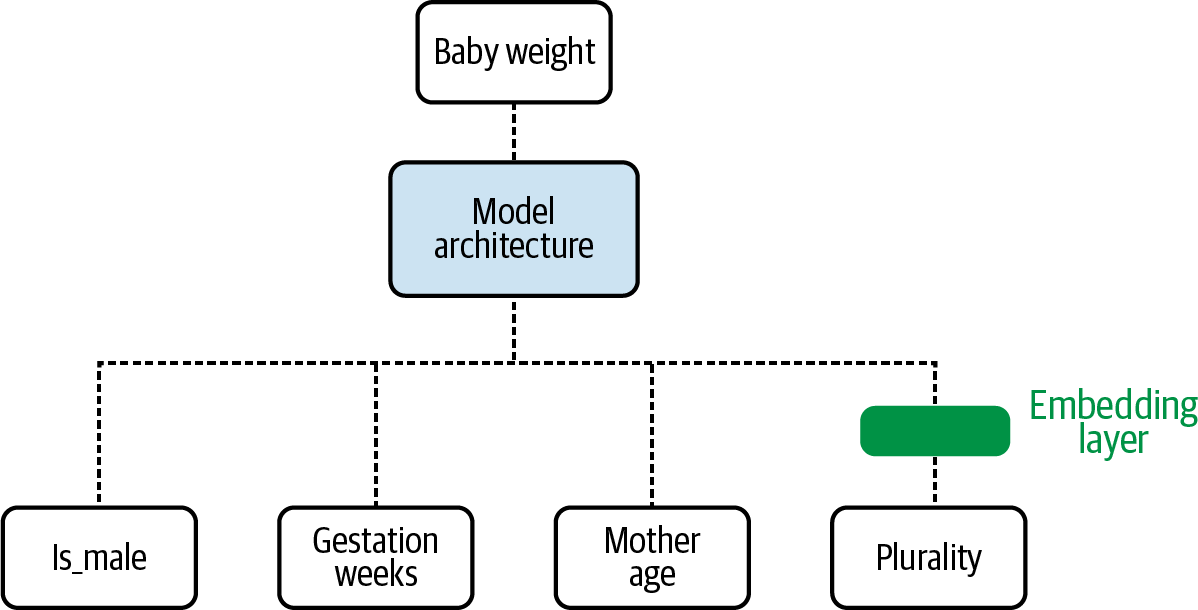 Baby weight
Model
architecture
Embedding
layer
Is_male
Gestation
weeks
Mother
age
Plurality